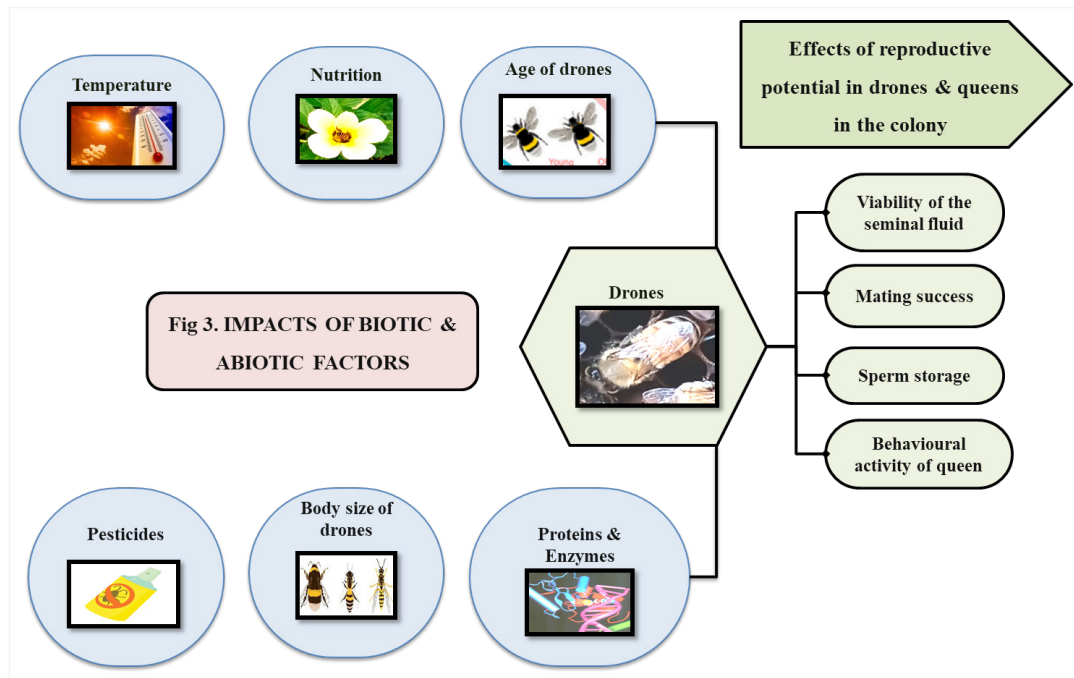 Temperature
Nutrition
Age of drones
Young
Effects of reproductive
potential in drones & queens
in the colony
Viability of the
seminal fluid
Drones
Mating success
Fig 3. IMPACTS OF BIOTIC &
ABIOTIC FACTORS
Sperm storage
Behavioural
activity of queen
Pesticides
Body size of
drones
Proteins &
Enzymes